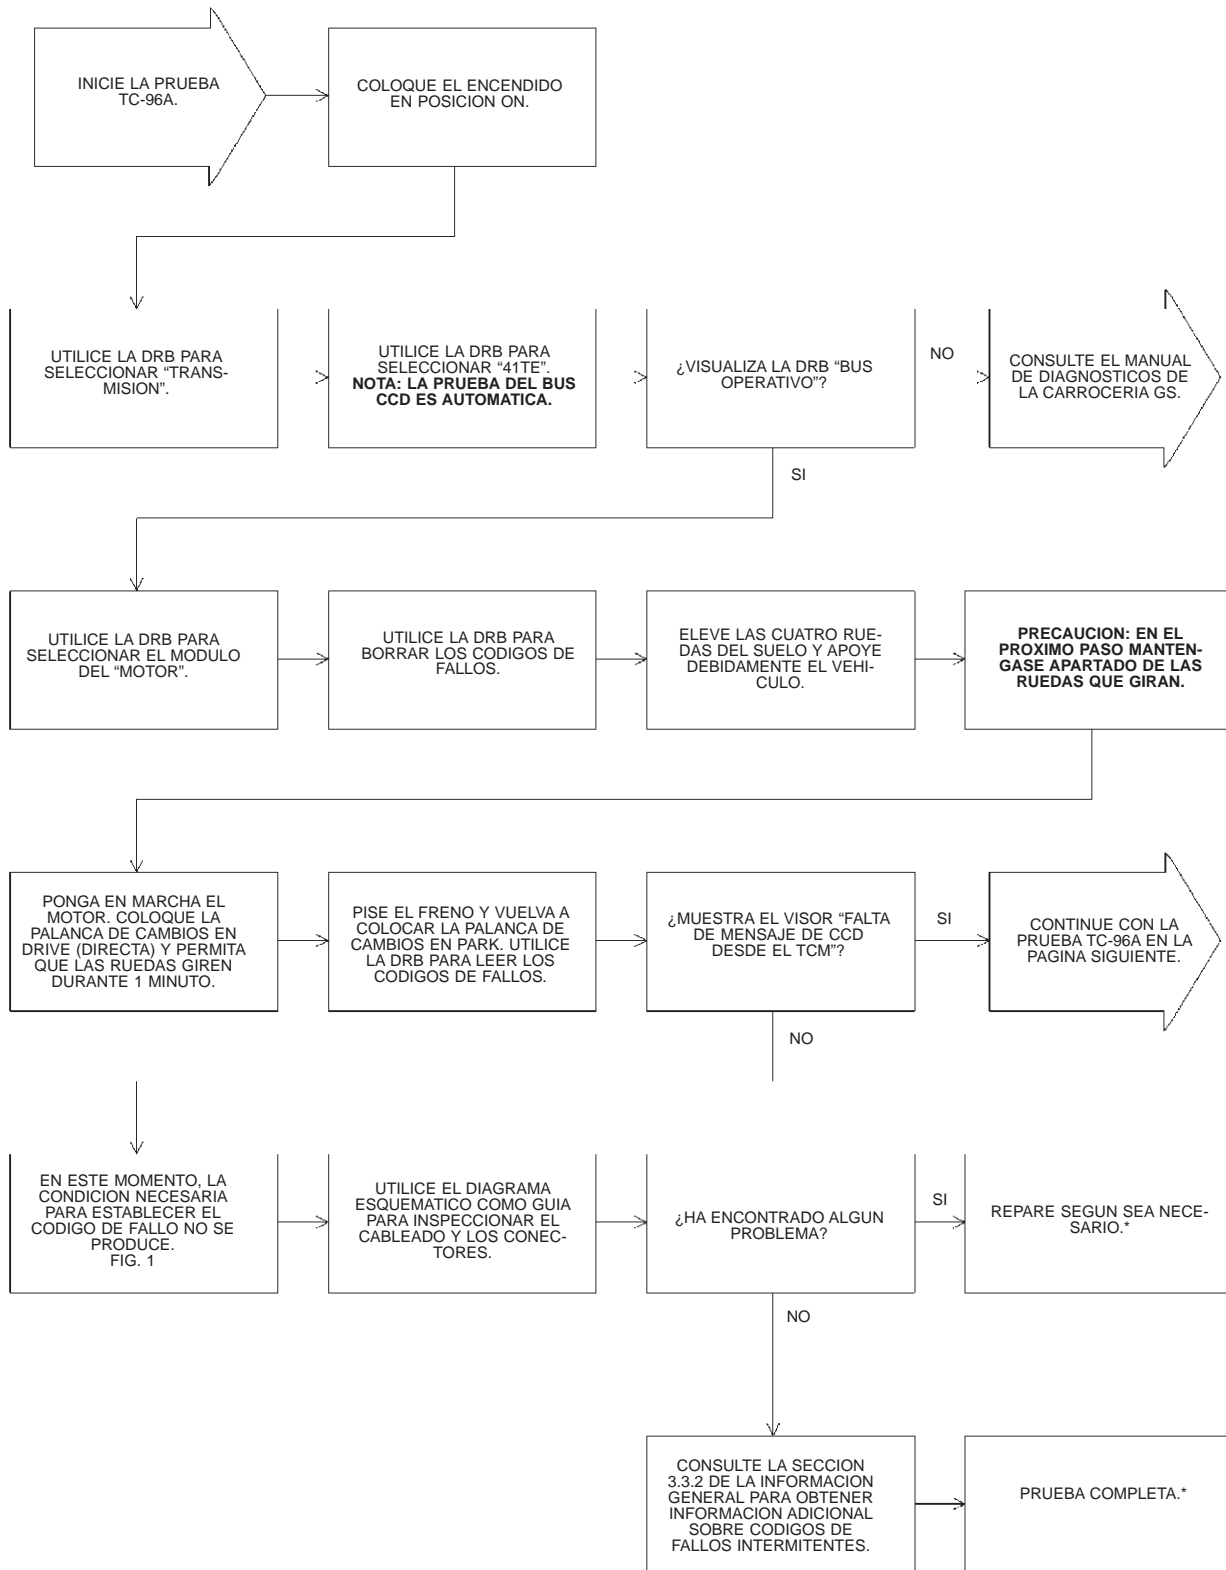 INICIE LA PRUEBA
TC-96A.
COLOQUE EL ENCENDIDO
EN POSICION ON.
UTILICE LA DRB PARA
SELECCIONAR “TRANS-
MISION”.
UTILICE LA DRB PARA
SELECCIONAR “41TE”.
NOTA: LA PRUEBA DEL BUS
CCD ES AUTOMATICA.
¿VISUALIZA LA DRB “BUS
OPERATIVO”?
NO
CONSULTE EL MANUAL
DE DIAGNOSTICOS DE
LA CARROCERIA GS.
SI
UTILICE LA DRB PARA
SELECCIONAR EL MODULO
DEL “MOTOR”.
UTILICE LA DRB PARA
BORRAR LOS CODIGOS DE
FALLOS.
ELEVE LAS CUATRO RUE-
DAS DEL SUELO Y APOYE
DEBIDAMENTE EL VEHI-
CULO.
PRECAUCION: EN EL
PROXIMO PASO MANTEN-
GASE APARTADO DE LAS
RUEDAS QUE GIRAN.
PONGA EN MARCHA EL
MOTOR. COLOQUE LA
PALANCA DE CAMBIOS EN
DRIVE (DIRECTA) Y PERMITA
QUE LAS RUEDAS GIREN
DURANTE 1 MINUTO.
PISE EL FRENO Y VUELVA A
COLOCAR LA PALANCA DE
CAMBIOS EN PARK. UTILICE
LA DRB PARA LEER LOS
CODIGOS DE FALLOS.
¿MUESTRA EL VISOR “FALTA
DE MENSAJE DE CCD
DESDE EL TCM”?
SI
CONTINUE CON LA
PRUEBA TC-96A EN LA
PAGINA SIGUIENTE.
NO
EN ESTE MOMENTO, LA
CONDICION NECESARIA
PARA ESTABLECER EL
CODIGO DE FALLO NO SE
PRODUCE.
FIG. 1
UTILICE EL DIAGRAMA
ESQUEMATICO COMO GUIA
PARA INSPECCIONAR EL
CABLEADO Y LOS CONEC-
TORES.
¿HA ENCONTRADO ALGUN
PROBLEMA?
SI
REPARE SEGUN SEA NECE-
SARIO.*
NO
CONSULTE LA SECCION
3.3.2 DE LA INFORMACION
GENERAL PARA OBTENER
INFORMACION ADICIONAL
SOBRE CODIGOS DE
FALLOS INTERMITENTES.
PRUEBA COMPLETA.*